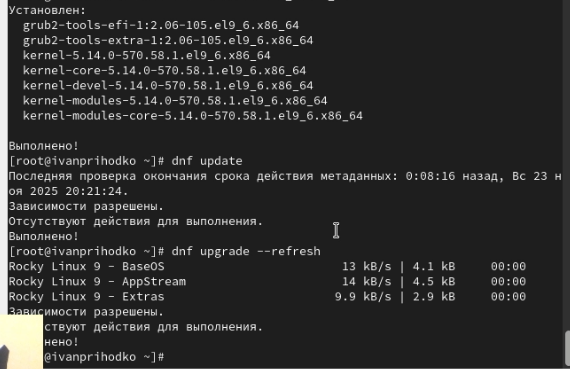 Установлен:
grub2-tools-efi-1:2.06-105.el9_6.x86_64
grub2-tools-extra-1:2.06-105.el9_6.x86_64
kernel-5.14.0-570.58.1.el9_6.x86_64
kernel-core-5.14.0-570.58.1.el9_6.x86_64
kernel-devel-5.14.0-570.58.1.el9_6.x86_64
kernel-modules-5.14.0-570.58.1.el9_6.x86_64
kernel-modules-core-5.14.0-570.58.1.el9_6.x86_64
Выполнено!
[root@ivanprihodko ~]# dnf update
Последняя проверка окончания срока действия метаданных: 0:08:16 назад, Вс 23 н
оя 2025 20:21:24.
Зависимости разрешены.
Отсутствуют действия для выполнения.
Выполнено!
[root@ivanprihodko ~]# dnf upgrade --refresh
Rocky Linux 9 - BaseOS 13 kB/s | 4.1 kB 00:00
Rocky Linux 9 - AppStream 14 kB/s | 4.5 kB 00:00
Rocky Linux 9 - Extras 9.9 kB/s | 2.9 kB 00:00
Зависимости разрешены.
ствуют действия для выполнения.
нено!
@ivanprihodko ~]#